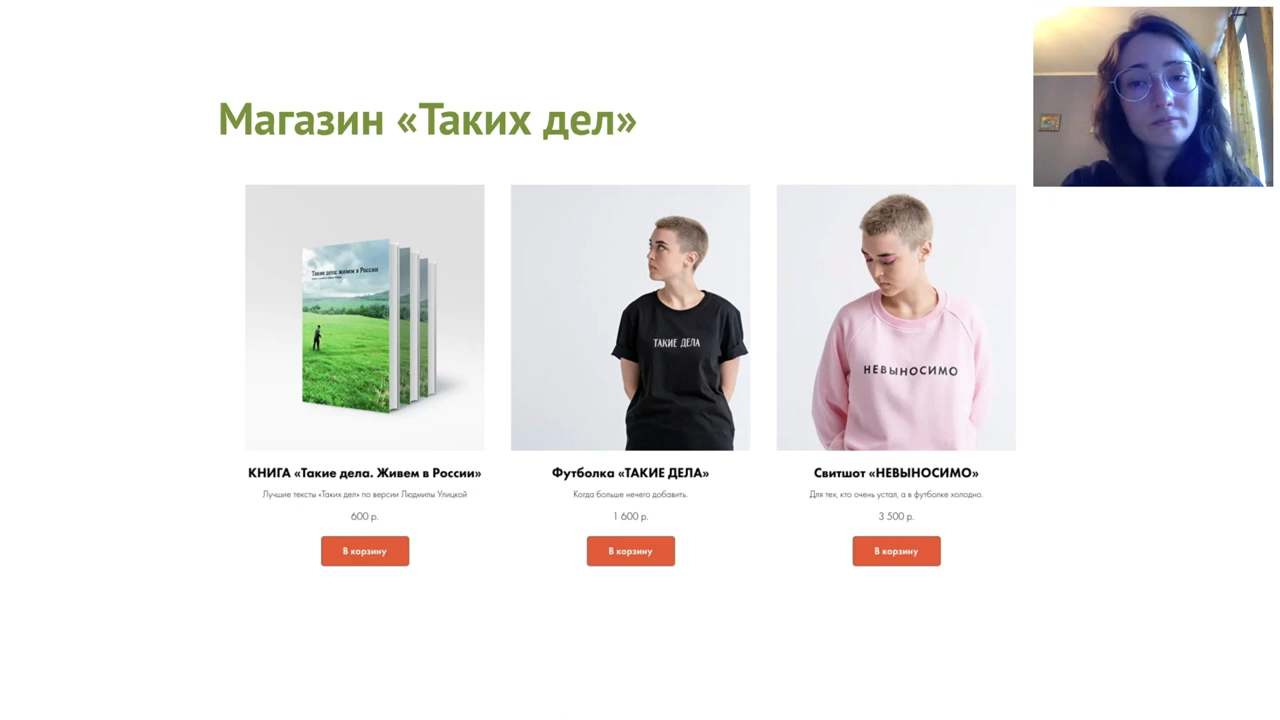 Магазин «Таких дел»
Такие дела: живем в России
ТАКИЕ ДЕЛА
НЕВЫНОСИМО
КНИГА «Такие дела. Живем в России»
Лучшие тексты «Таких дел» по версии Людмилы Улицкой
600 р.
В корзину
Футболка «ТАКИЕ ДЕЛА»
Когда больше нечего добавить.
1 600 р.
В корзину
Свитшот «НЕВЫНОСИМО»
Для тех, кто очень устал, а в футболке холодно.
3 500 р.
В корзину